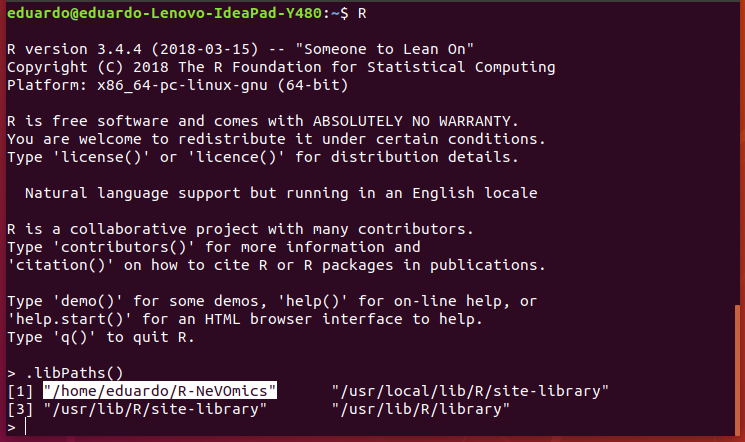 eduardo@eduardo-Lenovo-IdeaPad-Y480:~$ R
R version 3.4.4 (2018-03-15) -- "Someone to Lean On"
Copyright (C) 2018 The R Foundation for Statistical Computing
Platform: x86_64-pc-linux-gnu (64-bit)
R is free software and comes with ABSOLUTELY NO WARRANTY.
You are welcome to redistribute it under certain conditions.
Type 'license()' or 'licence()' for distribution details.
Natural language support but running in an English locale
R is a collaborative project with many contributors.
Type 'contributors()' for more information and
'citation()' on how to cite R or R packages in publications.
Type 'demo()' for some demos, 'help()' for on-line help, or
'help.start()' for an HTML browser interface to help.
Type 'q()' to quit R.
> .libPaths()
[1] "/home/eduardo/R-NeVOmics"      "/usr/local/lib/R/site-library"
[3] "/usr/lib/R/site-library"       "/usr/lib/R/library"
>